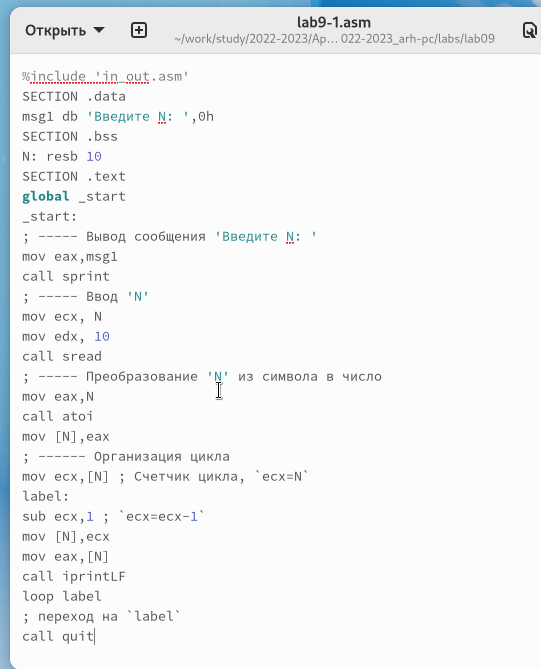 Открыть
lab9-1.asm
~/work/study/2022-2023/Ap… 022-2023_arh-pc/labs/lab09
%include 'in_out.asm'
SECTION .data
msg1 db 'Введите N: ',0h
SECTION .bss
N: resb 10
SECTION .text
global _start
_start:
; ----- Вывод сообщения 'Введите N: '
mov eax,msg1
call sprint
; ----- Ввод 'N'
mov ecx, N
mov edx, 10
call sread
; ----- Преобразование 'N' из символа в число
mov eax,N
call atoi
mov [N],eax
; ------ Организация цикла
mov ecx,[N] ; Счетчик цикла, `ecx=N`
label:
sub ecx,1 ; `ecx=ecx-1`
mov [N],ecx
mov eax,[N]
call iprintLF
loop label
; переход на `label`
call quit